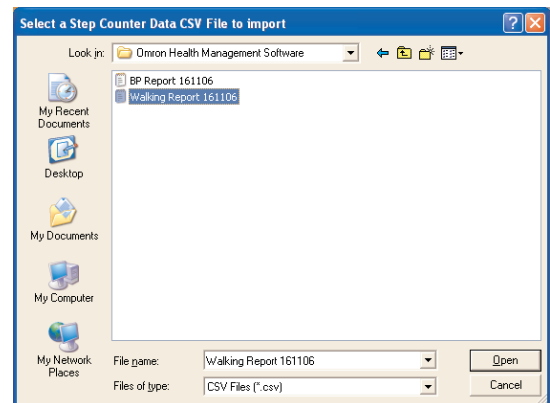 Select a Step Counter Data CSV File to import
Look in: Omron Health Management Software
BP Report 161106
Walking Report 161106
My Recent
Documents
Desktop
My Documents
My Computer
My Network
Places
File name: Walking Report 161106 Open
Files of type: CSV Files (*.csv) Cancel